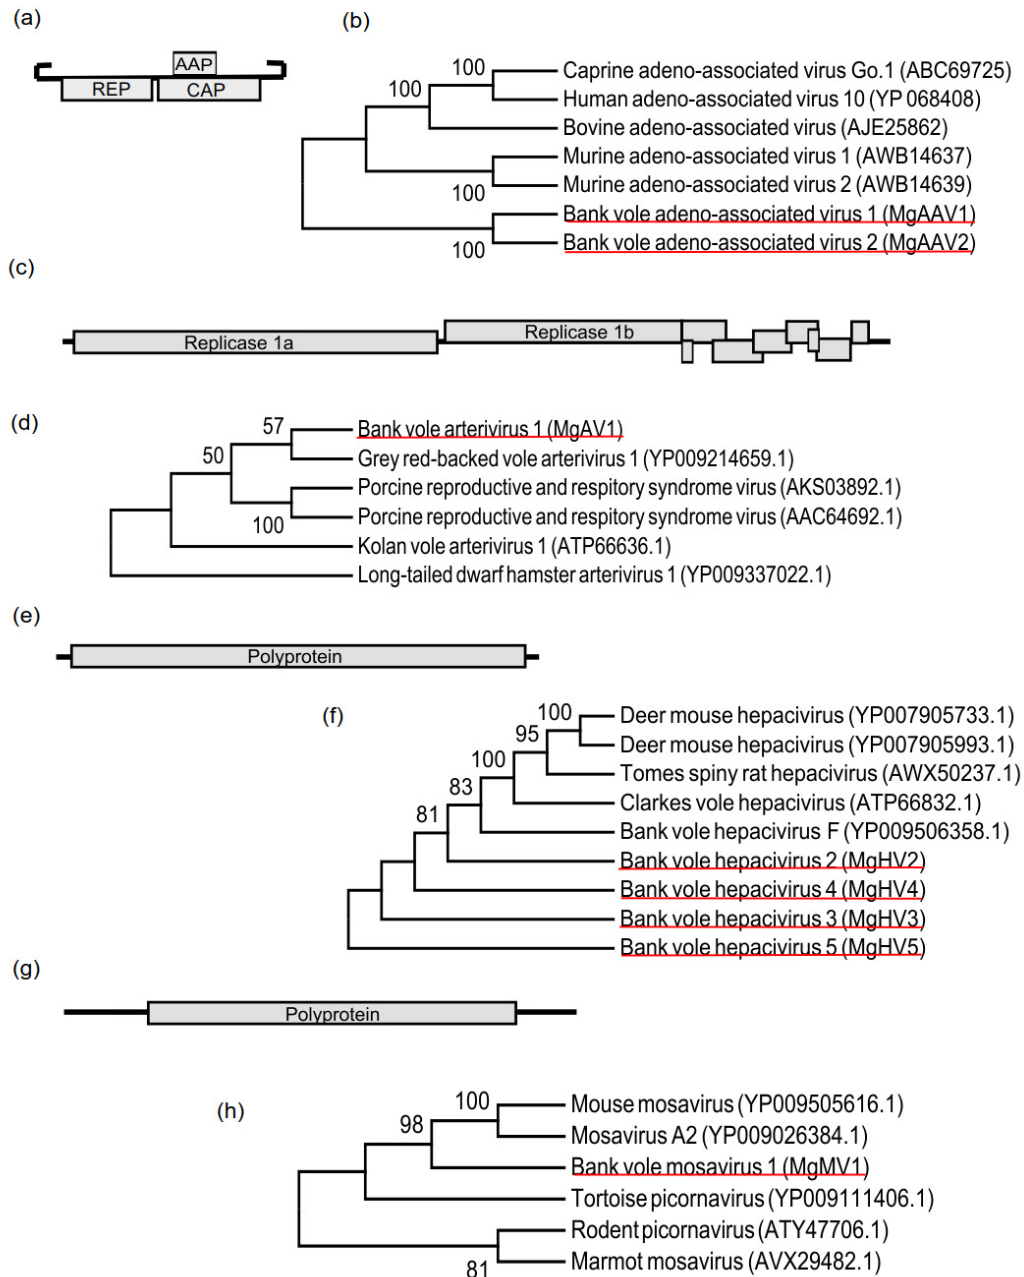 (a)
AAP
REP
CAP
(b)
100
100
Caprine adeno-associated virus Go.1 (ABC69725)
Human adeno-associated virus 10 (YP 068408)
Bovine adeno-associated virus (AJE25862)
Murine adeno-associated virus 1 (AWB14637)
100
Murine adeno-associated virus 2 (AWB14639)
Bank vole adeno-associated virus 1 (MgAAV1)
100
Bank vole adeno-associated virus 2 (MgAAV2)
(c)
Replicase 1a
Replicase 1b
(d)
57
50
Bank vole arterivirus 1 (MgAV1)
Grey red-backed vole arterivirus 1 (YP009214659.1)
Porcine reproductive and respitory syndrome virus (AKS03892.1)
100
Porcine reproductive and respitory syndrome virus (AAC64692.1)
Kolan vole arterivirus 1 (ATP66636.1)
Long-tailed dwarf hamster arterivirus 1 (YP009337022.1)
(e)
Polyprotein
(f)
100
95
100
83
81
Deer mouse hepacivirus (YP007905733.1)
Deer mouse hepacivirus (YP007905993.1)
Tomes spiny rat hepacivirus (AWX50237.1)
Clarkes vole hepacivirus (ATP66832.1)
Bank vole hepacivirus F (YP009506358.1)
Bank vole hepacivirus 2 (MgHV2)
Bank vole hepacivirus 4 (MgHV4)
Bank vole hepacivirus 3 (MgHV3)
Bank vole hepacivirus 5 (MgHV5)
(g)
Polyprotein
(h)
100
98
Mouse mosavirus (YP009505616.1)
Mosavirus A2 (YP009026384.1)
Bank vole mosavirus 1 (MgMV1)
Tortoise picornavirus (YP009111406.1)
Rodent picornavirus (ATY47706.1)
81
Marmot mosavirus (AVX29482.1)